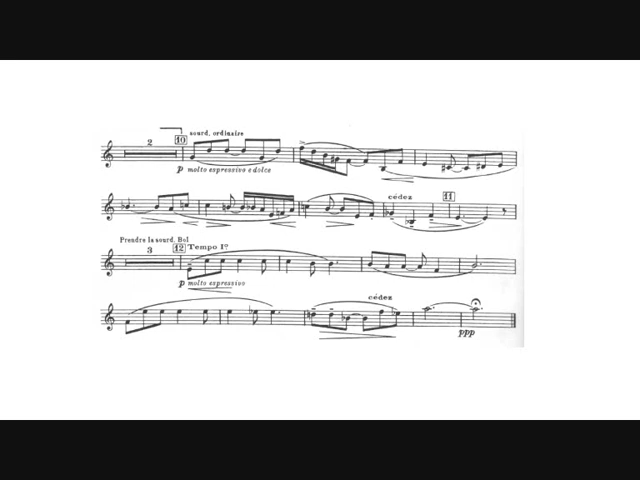 2 10 sourd. ordinaire
p molto espressivo e dolce
cédez 11
Prendre la sourd. Bol
3 12 Tempo Iº
p molto espressivo
cédez
ppp